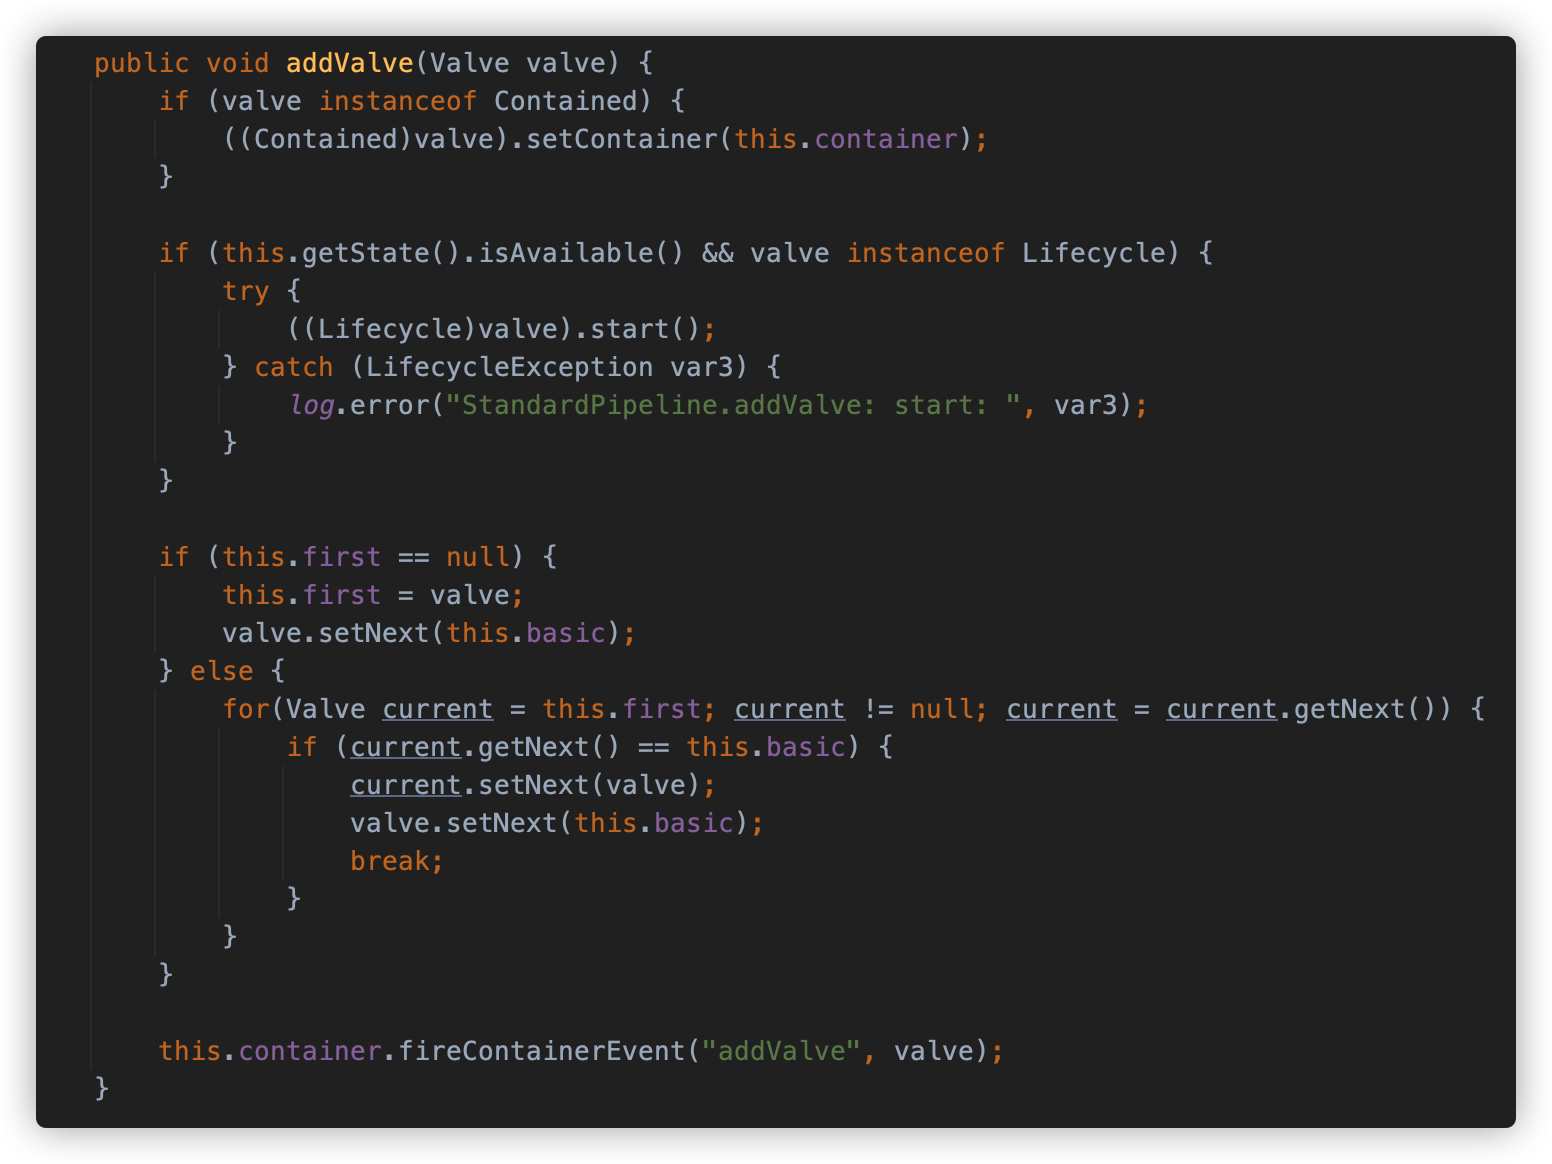 public void addValve(Valve valve) {
    if (valve instanceof Contained) {
        ((Contained)valve).setContainer(this.container);
    }

    if (this.getState().isAvailable() && valve instanceof Lifecycle) {
        try {
            ((Lifecycle)valve).start();
        } catch (LifecycleException var3) {
            log.error("StandardPipeline.addValve: start: ", var3);
        }
    }

    if (this.first == null) {
        this.first = valve;
        valve.setNext(this.basic);
    } else {
        for(Valve current = this.first; current != null; current = current.getNext()) {
            if (current.getNext() == this.basic) {
                current.setNext(valve);
                valve.setNext(this.basic);
                break;
            }
        }
    }

    this.container.fireContainerEvent("addValve", valve);
}